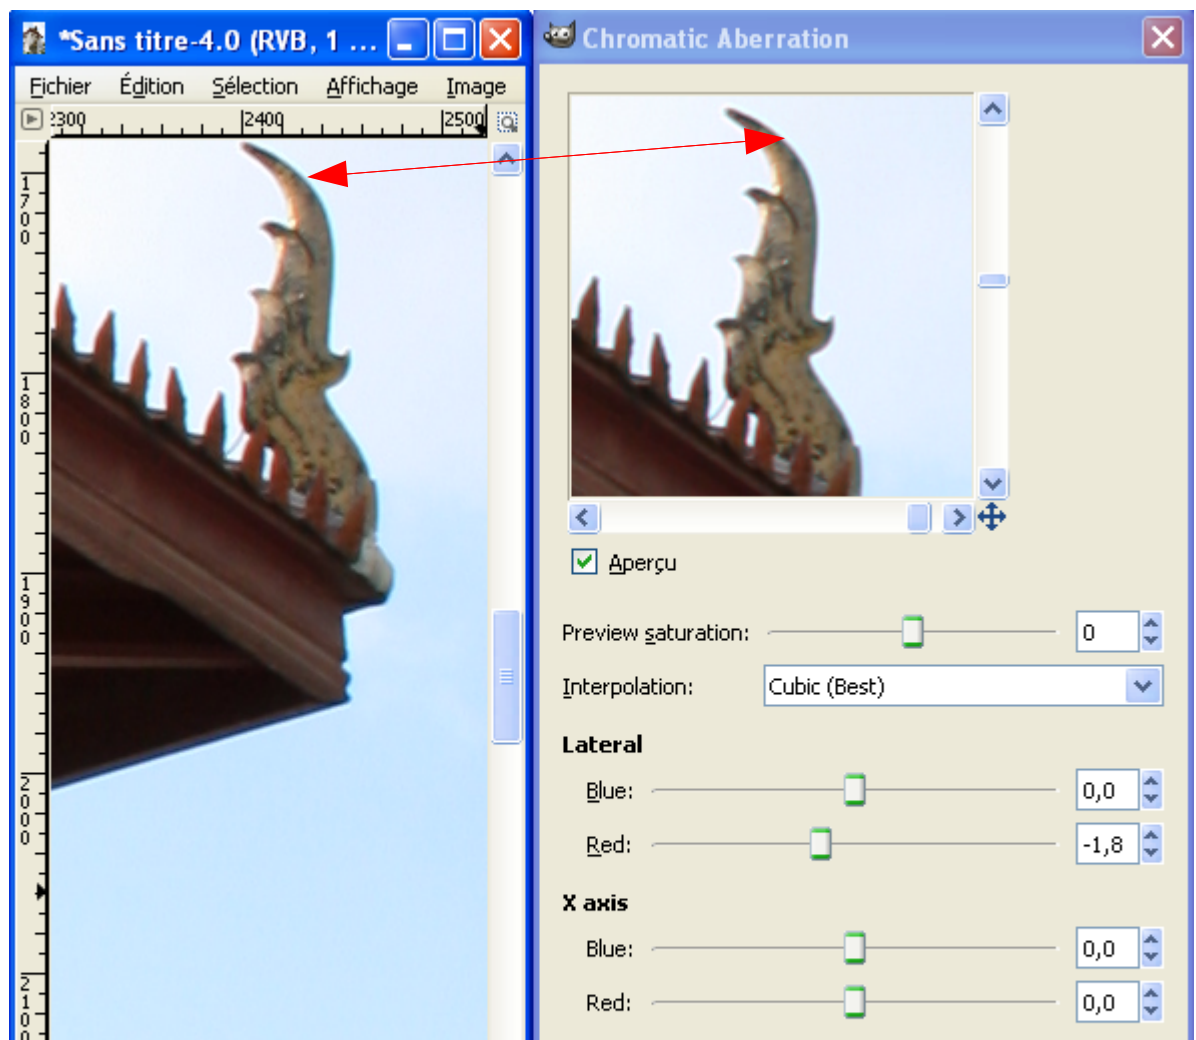 *Sans titre-4.0 (RVB, 1 ...
Fichier Édition Sélection Affichage Image
2300 2400 2500
1700
1800
1900
2000
2100
Chromatic Aberration
Aperçu
Preview saturation: 0
Interpolation: Cubic (Best)
Lateral
Blue: 0,0
Red: -1,8
X axis
Blue: 0,0
Red: 0,0